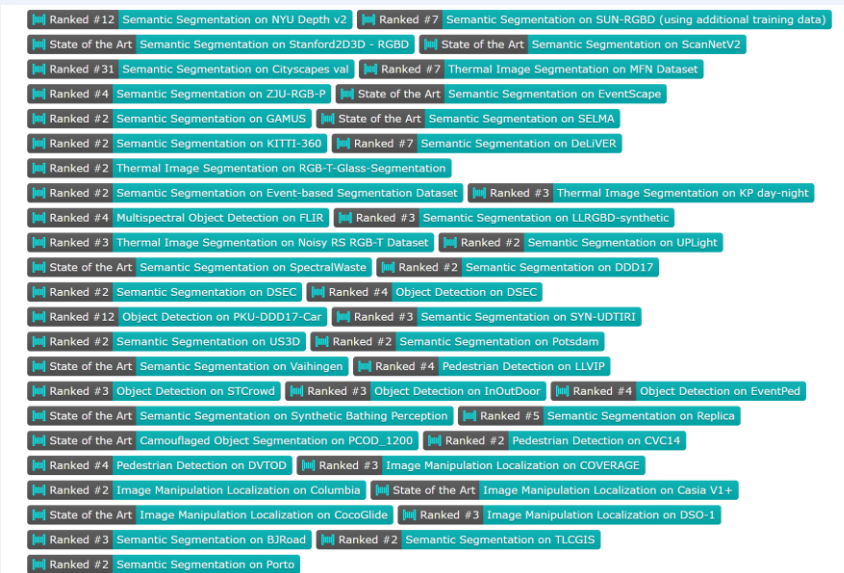 Ranked #12 Semantic Segmentation on NYU Depth v2 Ranked #7 Semantic Segmentation on SUN-RGBD (using additional training data)
State of the Art Semantic Segmentation on Stanford2D3D - RGBD State of the Art Semantic Segmentation on ScanNetV2
Ranked #31 Semantic Segmentation on Cityscapes val Ranked #7 Thermal Image Segmentation on MFN Dataset
Ranked #4 Semantic Segmentation on ZJU-RGB-P State of the Art Semantic Segmentation on EventScape
Ranked #2 Semantic Segmentation on GAMUS State of the Art Semantic Segmentation on SELMA
Ranked #2 Semantic Segmentation on KITTI-360 Ranked #7 Semantic Segmentation on DeLiVER
Ranked #2 Thermal Image Segmentation on RGB-T-Glass-Segmentation
Ranked #2 Semantic Segmentation on Event-based Segmentation Dataset Ranked #3 Thermal Image Segmentation on KP day-night
Ranked #4 Multispectral Object Detection on FLIR Ranked #3 Semantic Segmentation on LLRGBD-synthetic
Ranked #3 Thermal Image Segmentation on Noisy RS RGB-T Dataset Ranked #2 Semantic Segmentation on UPLight
State of the Art Semantic Segmentation on SpectralWaste Ranked #2 Semantic Segmentation on DDD17
Ranked #2 Semantic Segmentation on DSEC Ranked #4 Object Detection on DSEC
Ranked #12 Object Detection on PKU-DDD17-Car Ranked #3 Semantic Segmentation on SYN-UDTIRI
Ranked #2 Semantic Segmentation on US3D Ranked #2 Semantic Segmentation on Potsdam
State of the Art Semantic Segmentation on Vaihingen Ranked #4 Pedestrian Detection on LLVIP
Ranked #3 Object Detection on STCrowd Ranked #3 Object Detection on InOutDoor Ranked #4 Object Detection on EventPed
State of the Art Semantic Segmentation on Synthetic Bathing Perception Ranked #5 Semantic Segmentation on Replica
State of the Art Camouflaged Object Segmentation on PCOD_1200 Ranked #2 Pedestrian Detection on CVC14
Ranked #4 Pedestrian Detection on DVTOD Ranked #3 Image Manipulation Localization on COVERAGE
Ranked #2 Image Manipulation Localization on Columbia State of the Art Image Manipulation Localization on Casia V1+
State of the Art Image Manipulation Localization on CocoGlide Ranked #3 Image Manipulation Localization on DSO-1
Ranked #3 Semantic Segmentation on BJRoad Ranked #2 Semantic Segmentation on TLCGIS
Ranked #2 Semantic Segmentation on Porto